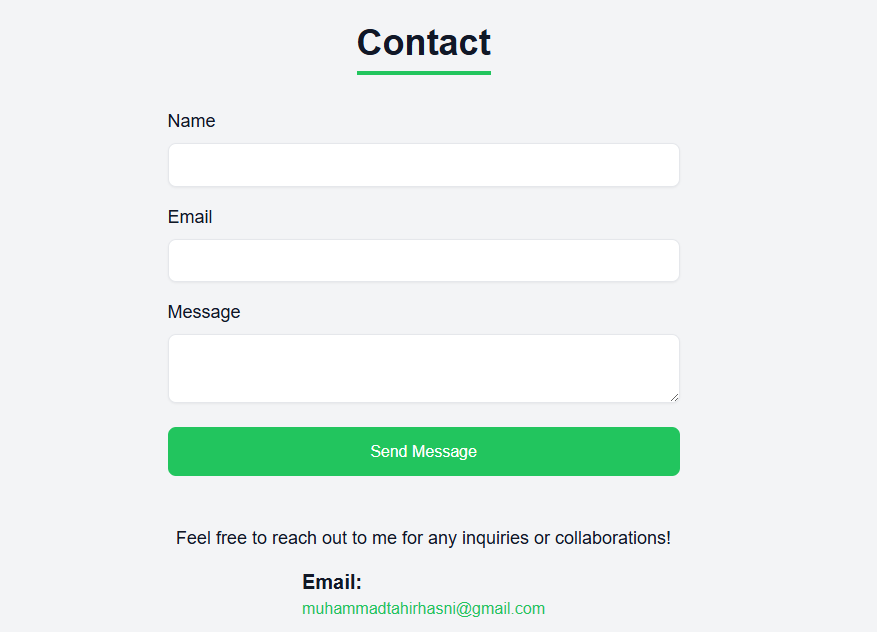 Contact
Name
Email
Message
Send Message
Feel free to reach out to me for any inquiries or collaborations!
Email:
muhammadtahirhasni@gmail.com